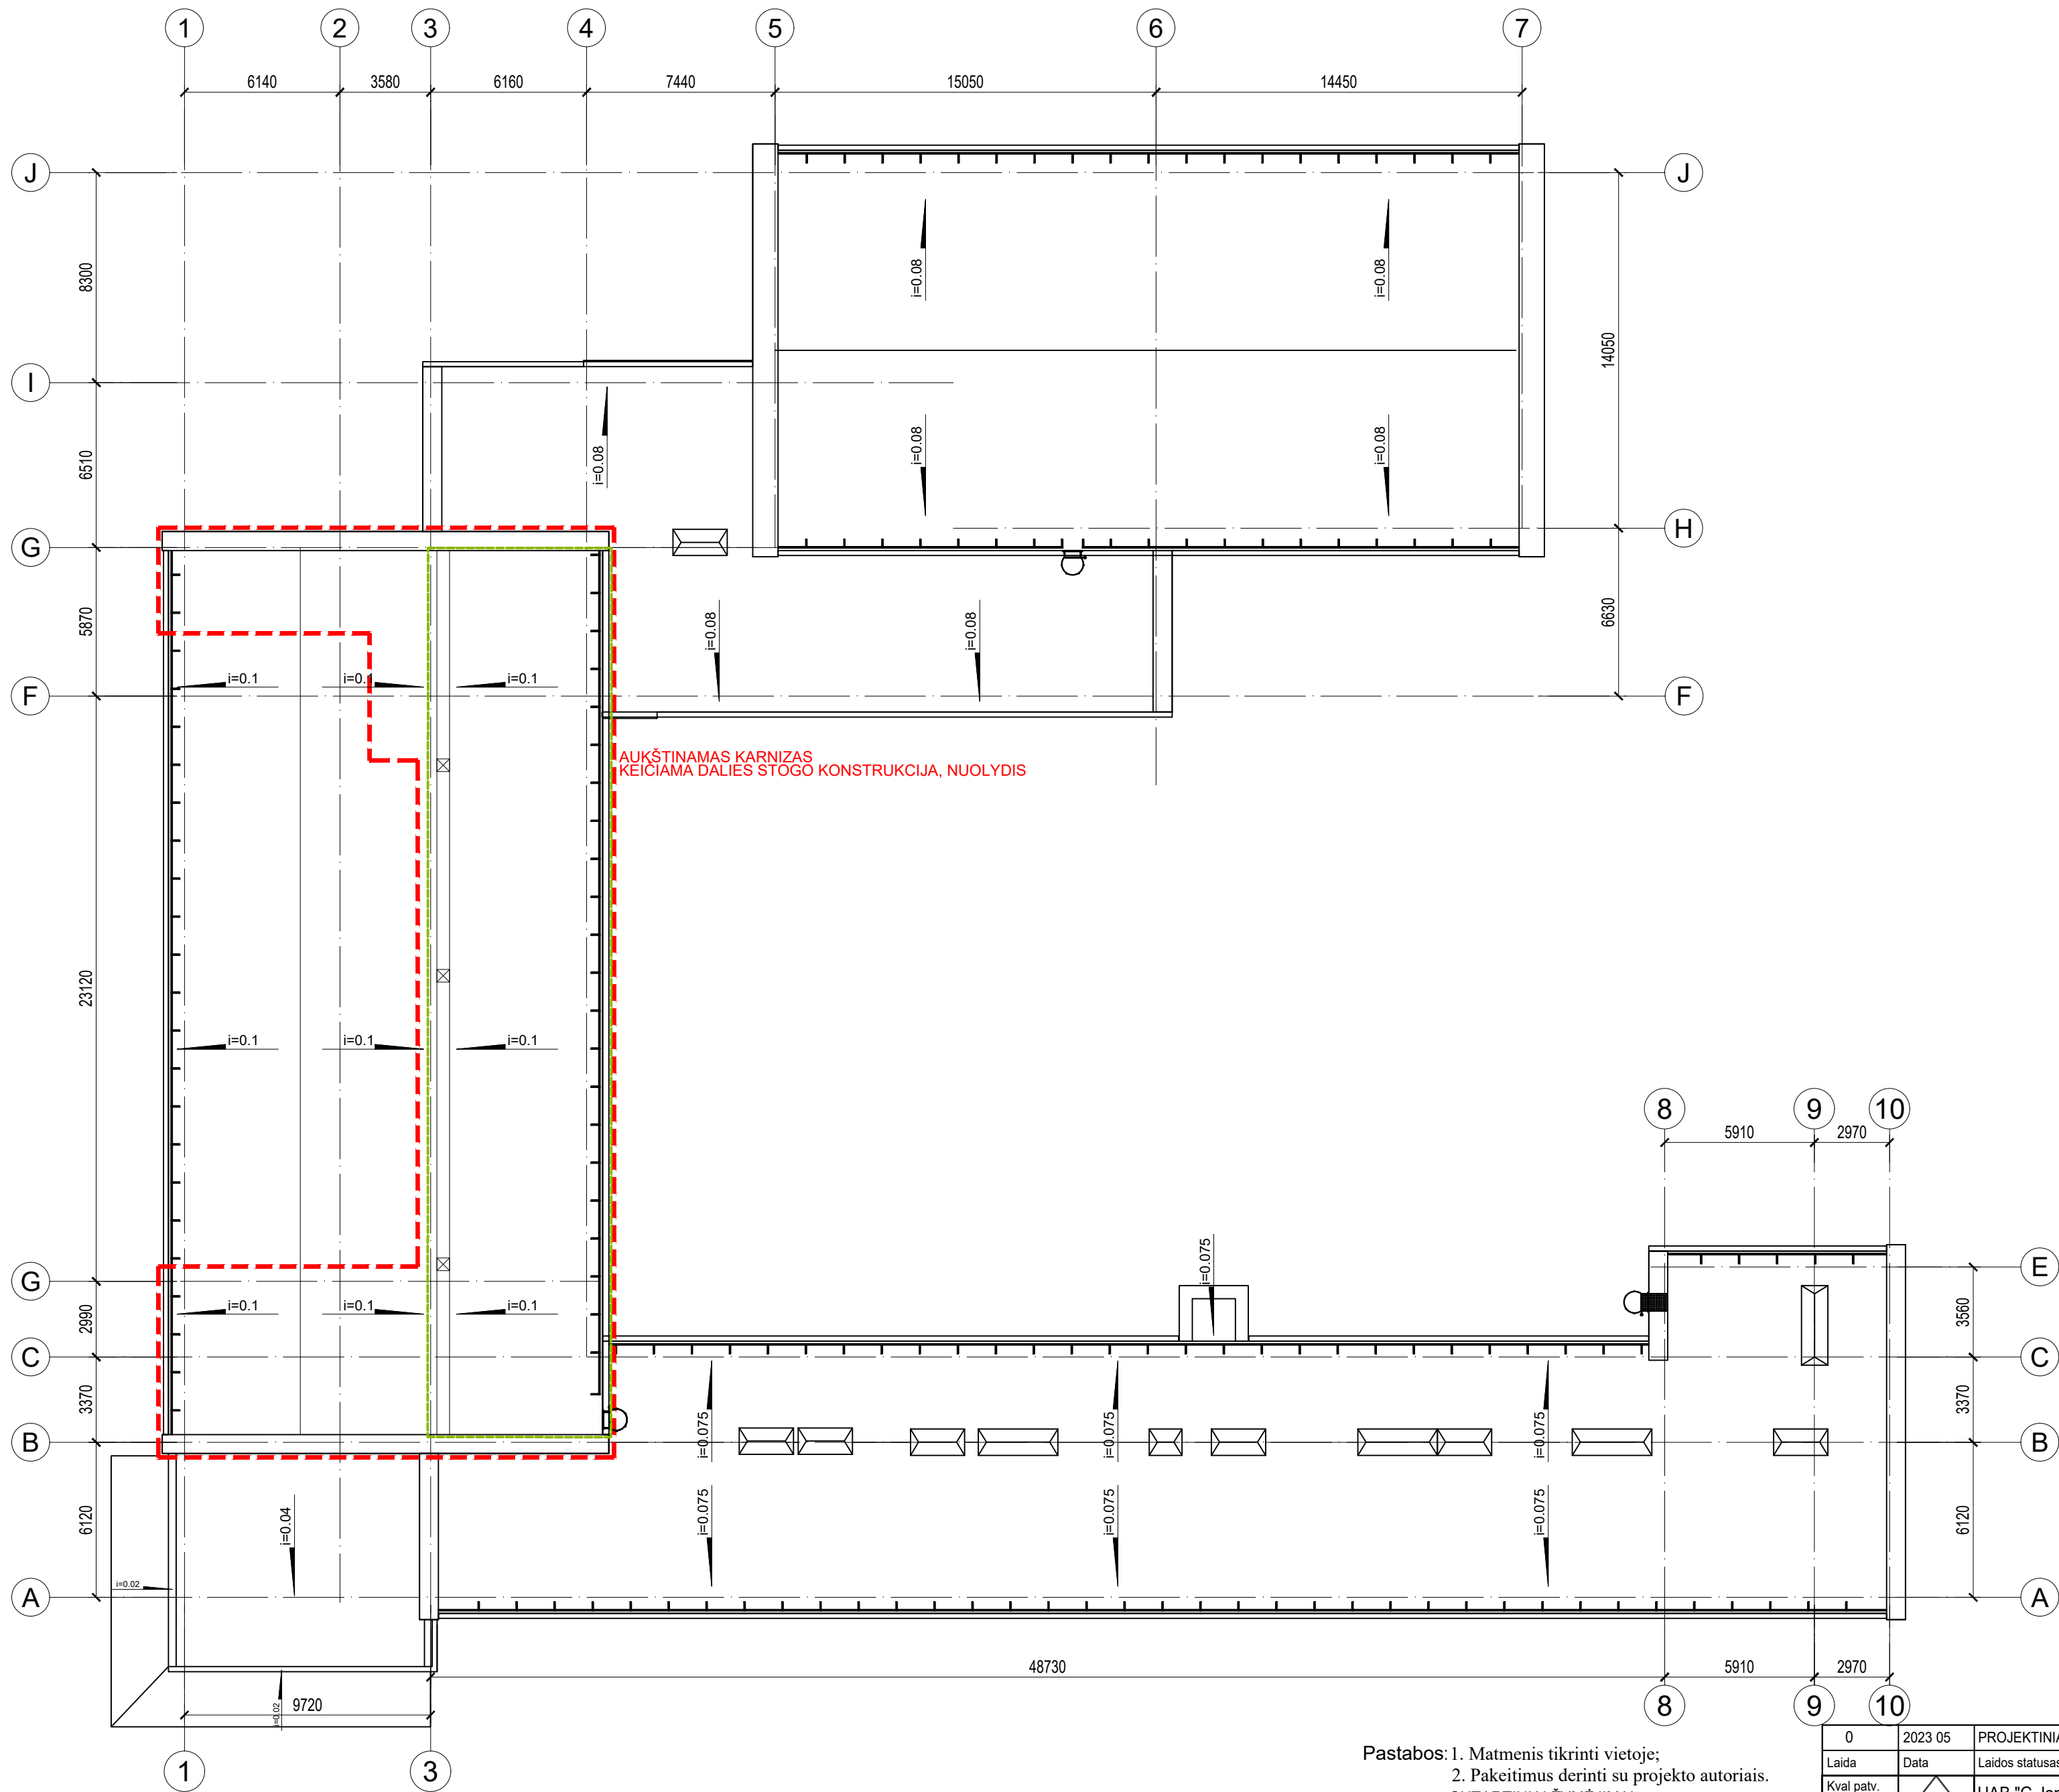 1 2 3 4 5 6 7
6140 3580 6160 7440 15050 14450
J J
8300
i=0.08 i=0.08
14050
I
i=0.08 i=0.08
6510
i=0.08
G H
5870
i=0.08 i=0.08
6630
i=0.1 i=0.1 i=0.1
F F
AUKŠTINAMAS KARNIZAS
KEIČIAMA DALIES STOGO KONSTRUKCIJA, NUOLYDIS
23120
i=0.1 i=0.1 i=0.1
8 9 10
5910 2970
i=0.075
G E
2990 3560
i=0.1 i=0.1 i=0.1
C C
3370 3370
i=0.075 i=0.075 i=0.075
B B
6120 6120
i=0.04
i=0.075 i=0.075 i=0.075
i=0.02
A A
48730 5910 2970
9720
i=0.02
8 9 10
1 3
Pastabos: 1. Matmenis tikrinti vietoje;
2. Pakeitimus derinti su projekto autoriais.
0 2023 05
Laida Data Laidos statusas
Kval patv.